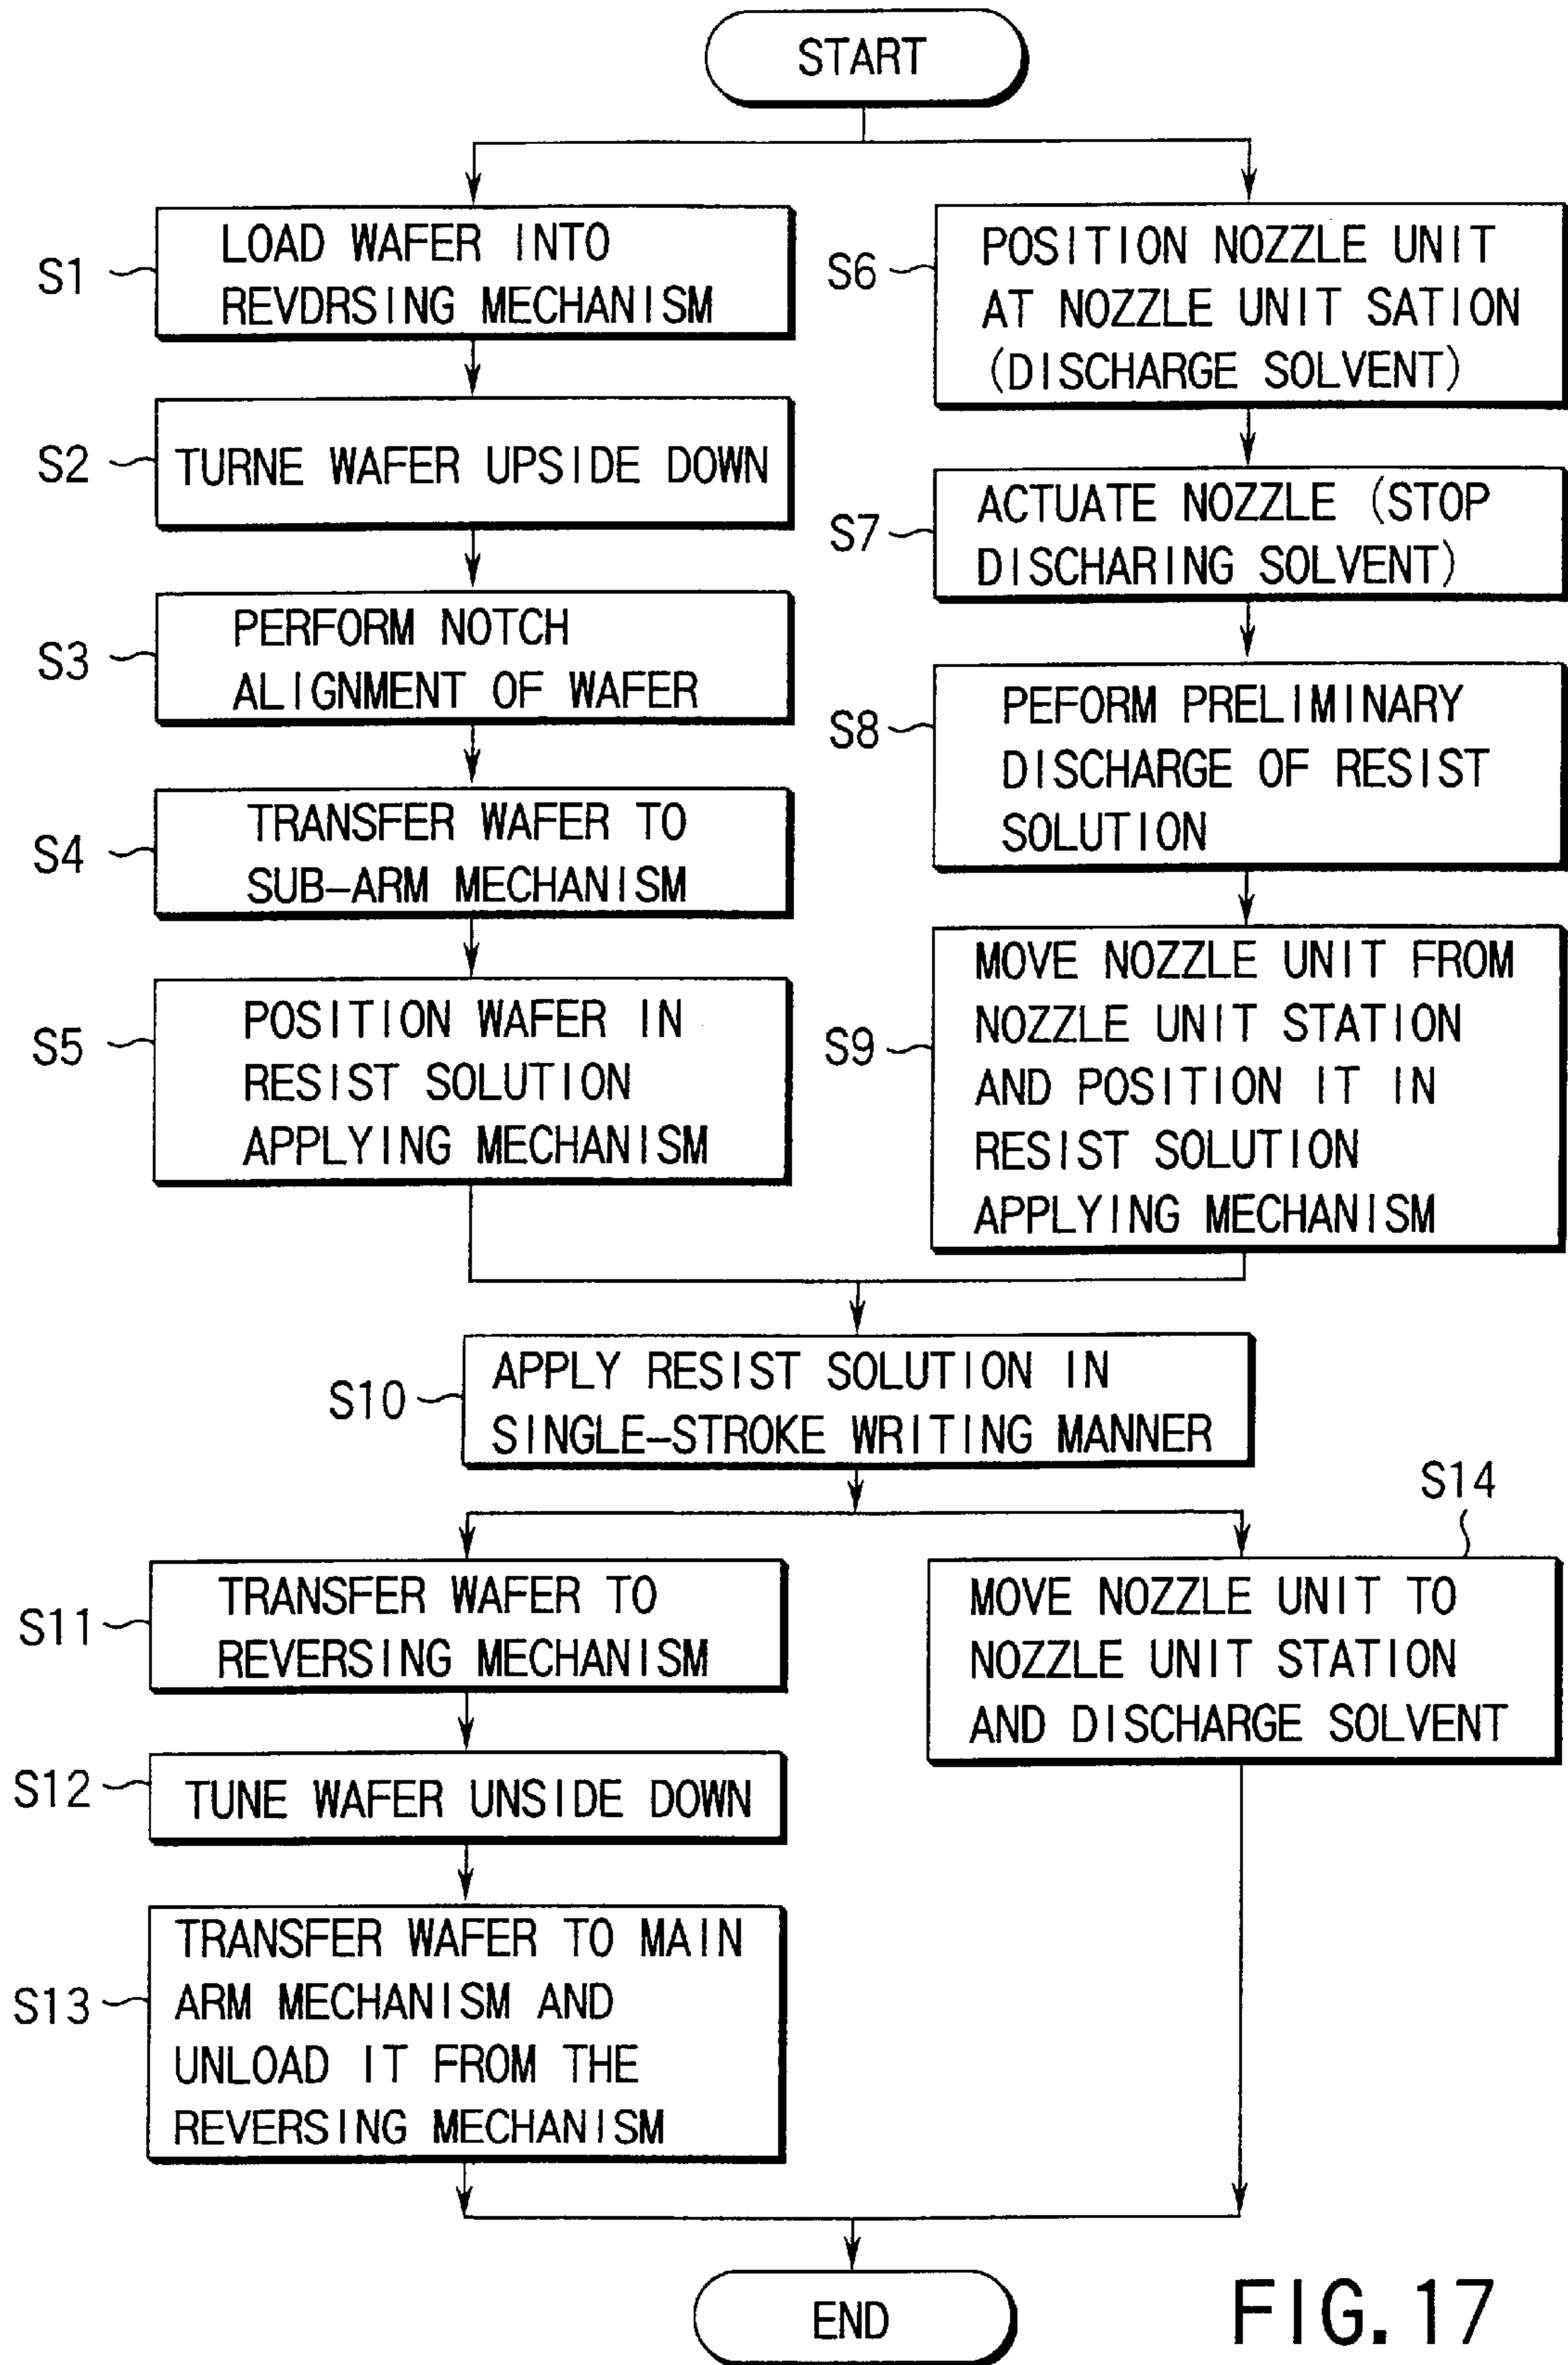 START
S1
LOAD WAFER INTO
REVDRSING MECHANISM
S2
TURNE WAFER UPSIDE DOWN
S3
PERFORM NOTCH
ALIGNMENT OF WAFER
S4
TRANSFER WAFER TO
SUB-ARM MECHANISM
S5
POSITION WAFER IN
RESIST SOLUTION
APPLYING MECHANISM
S6
POSITION NOZZLE UNIT
AT NOZZLE UNIT SATION
(DISCHARGE SOLVENT)
S7
ACTUATE NOZZLE (STOP
DISCHARING SOLVENT)
S8
PEFORM PRELIMINARY
DISCHARGE OF RESIST
SOLUTION
S9
MOVE NOZZLE UNIT FROM
NOZZLE UNIT STATION
AND POSITION IT IN
RESIST SOLUTION
APPLYING MECHANISM
S10
APPLY RESIST SOLUTION IN
SINGLE-STROKE WRITING MANNER
S11
TRANSFER WAFER TO
REVERSING MECHANISM
S12
TUNE WAFER UNSIDE DOWN
S13
TRANSFER WAFER TO MAIN
ARM MECHANISM AND
UNLOAD IT FROM THE
REVERSING MECHANISM
S14
MOVE NOZZLE UNIT TO
NOZZLE UNIT STATION
AND DISCHARGE SOLVENT
END
FIG. 17